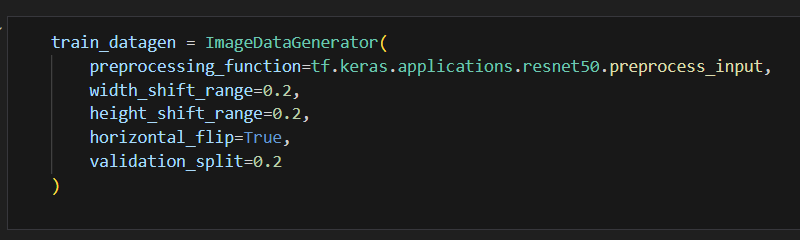 train_datagen = ImageDataGenerator(
    preprocessing_function=tf.keras.applications.resnet50.preprocess_input,
    width_shift_range=0.2,
    height_shift_range=0.2,
    horizontal_flip=True,
    validation_split=0.2
)